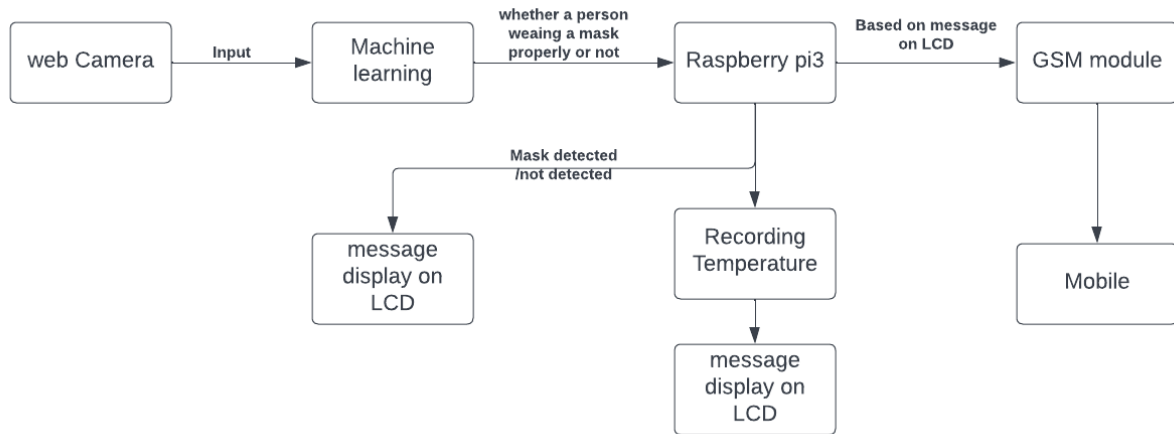 web Camera
Input
Machine
learning
whether a person
weaing a mask
properly or not
Raspberry pi3
Based on message
on LCD
GSM module
Mask detected
/not detected
message
display on
LCD
Recording
Temperature
Mobile
message
display on
LCD